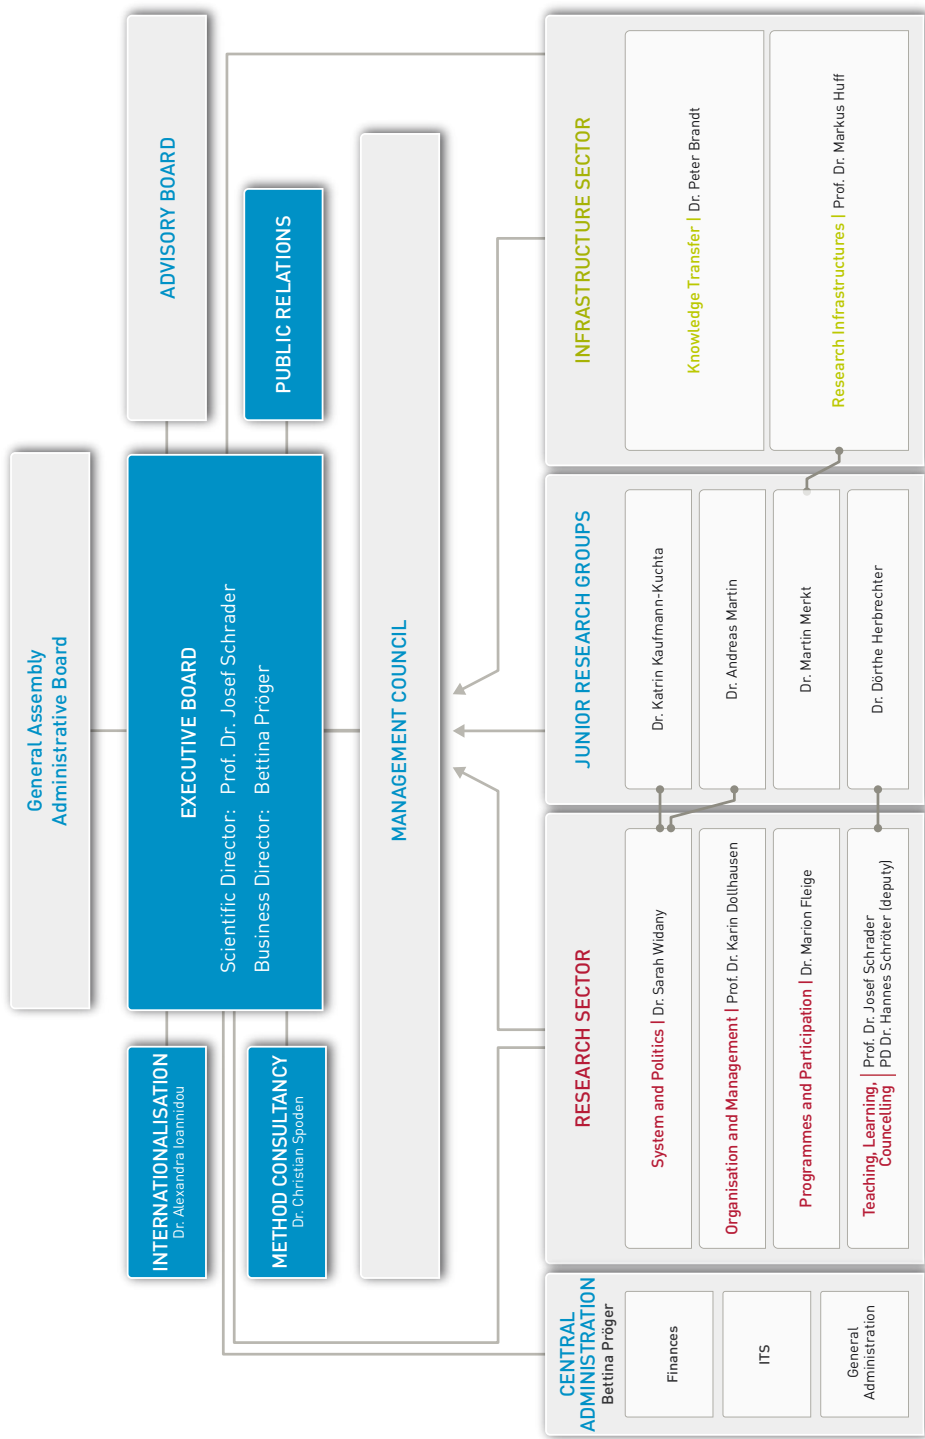 General Assembly
Administrative Board
INTERNATIONALISATION
Dr. Alexandra Ioannidou
METHOD CONSULTANCY
Dr. Christian Spoden
EXECUTIVE BOARD
Scientific Director: Prof. Dr. Josef Schrader
Business Director: Bettina Pröger
ADVISORY BOARD
PUBLIC RELATIONS
MANAGEMENT COUNCIL
CENTRAL
ADMINISTRATION
Bettina Pröger
Finances
ITS
General
Administration
RESEARCH SECTOR
System and Politics | Dr. Sarah Widany
Organisation and Management | Prof. Dr. Karin Dollhausen
Programmes and Participation | Dr. Marion Fleige
Teaching, Learning, | Prof. Dr. Josef Schrader
Councelling | PD Dr. Hannes Schröter (deputy)
JUNIOR RESEARCH GROUPS
Dr. Katrin Kaufmann-Kuchta
Dr. Andreas Martin
Dr. Martin Merkt
Dr. Dörthe Herbrechter
INFRASTRUCTURE SECTOR
Knowledge Transfer | Dr. Peter Brandt
Research Infrastructures | Prof. Dr. Markus Huff